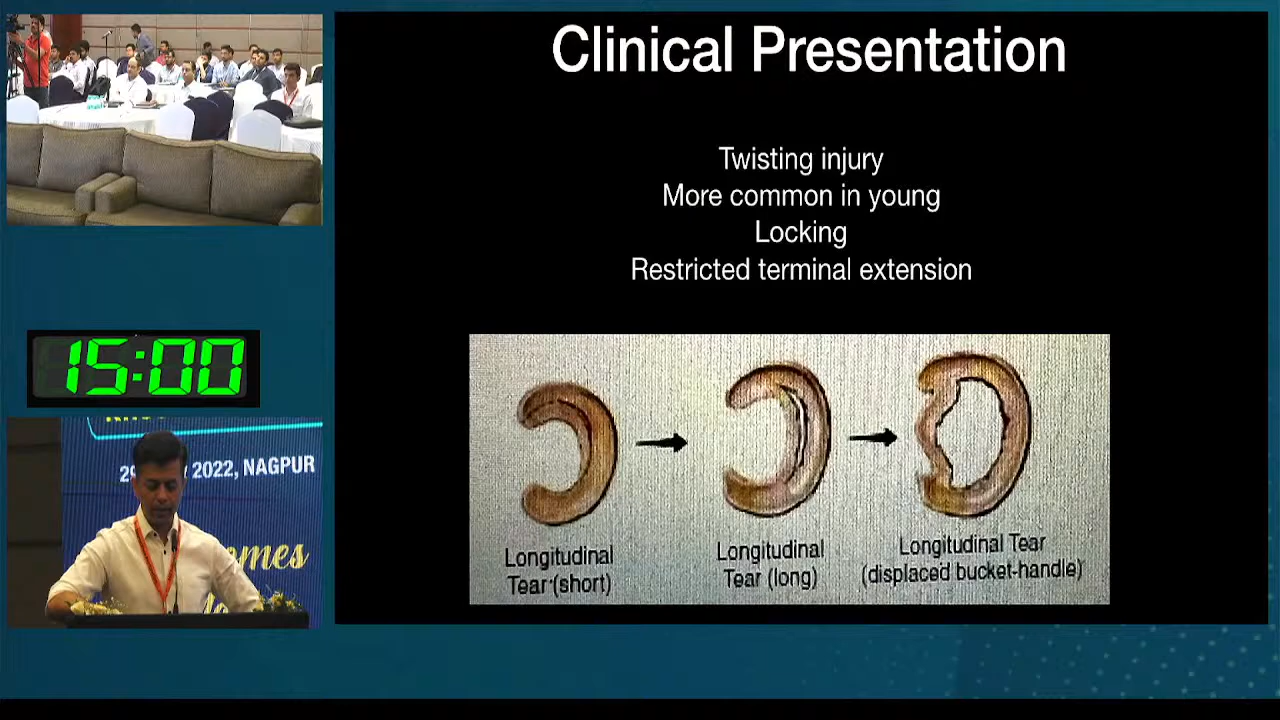 Clinical Presentation
Twisting injury
More common in young
Locking
Restricted terminal extension
Longitudinal
Tear (short)
Longitudinal
Tear (long)
Longitudinal Tear
(displaced bucket-handle)
15:00
2022, NAGPUR